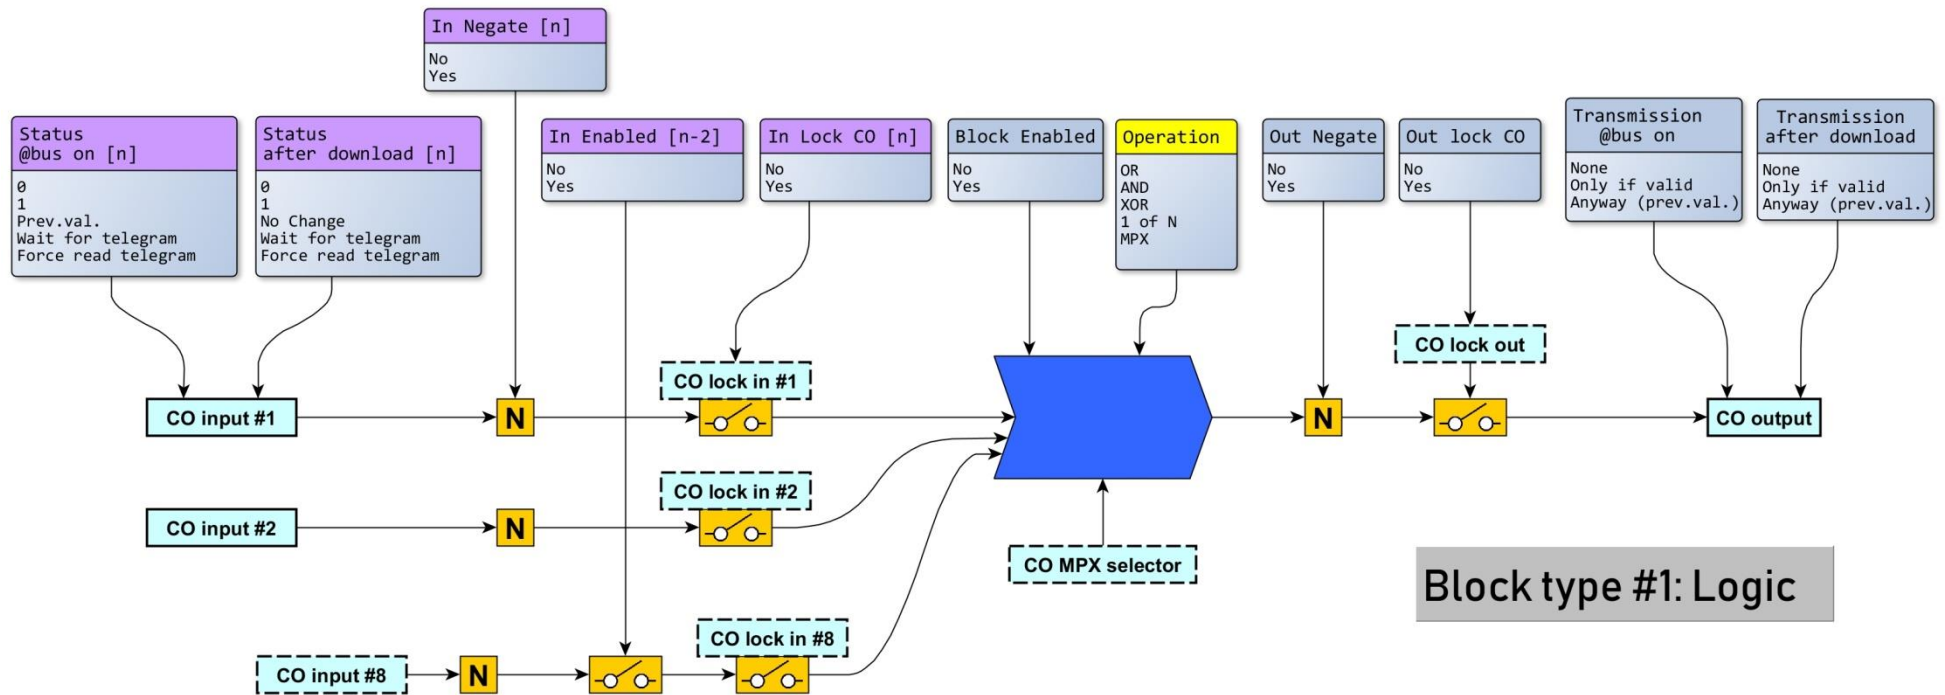 In Negate [n]
No
Yes
Status
@bus on [n]
0
1
Prev.val.
Wait for telegram
Force read telegram
Status
after download [n]
0
1
No Change
Wait for telegram
Force read telegram
In Enabled [n-2]
No
Yes
In Lock CO [n]
No
Yes
Block Enabled
No
Yes
Operation
OR
AND
XOR
1 of N
MPX
Out Negate
No
Yes
Out lock CO
No
Yes
Transmission
@bus on
None
Only if valid
Anyway (prev.val.)
Transmission
after download
None
Only if valid
Anyway (prev.val.)
CO lock out
CO lock in #1
CO input #1
N
N
CO output
CO lock in #2
CO input #2
N
CO MPX selector
Block type #1: Logic
CO lock in #8
CO input #8
N